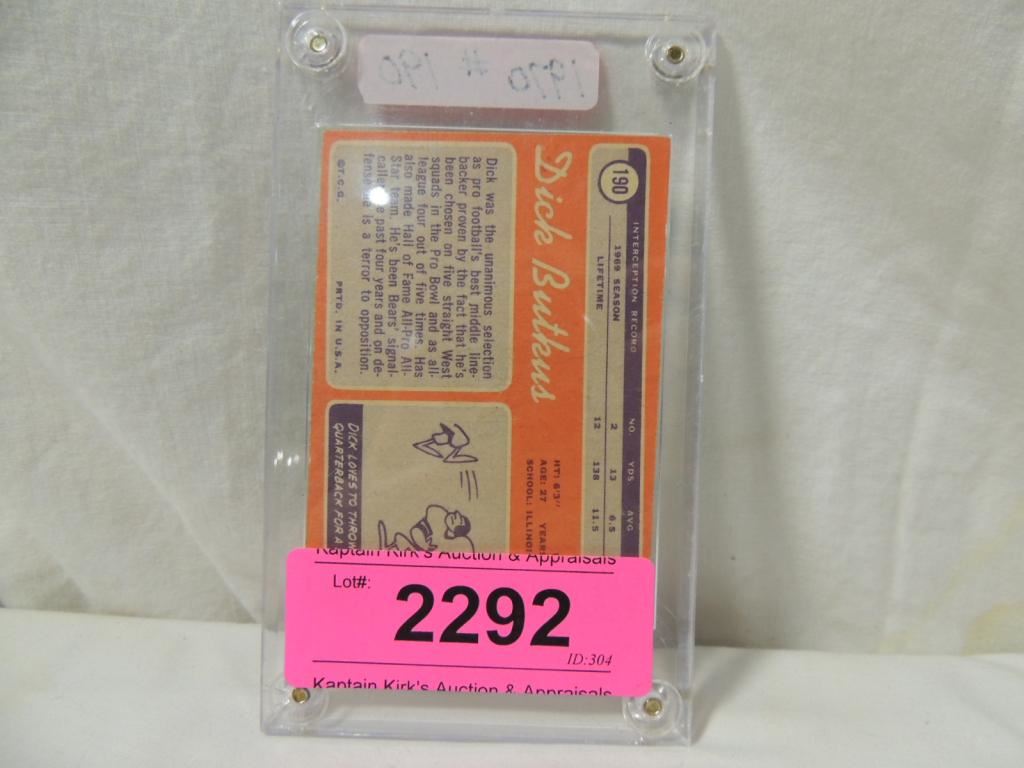 1970 # 190
190
INTERCEPTION RECORD NO. YDS. AVG.
1969 SEASON 2 13 6.5
LIFETIME 12 138 11.5
Dick Butkus
HT: 6'3"
AGE: 27 YEAR
SCHOOL: ILLINOI
Dick was the unanimous selection
as pro football's best middle line-
backer proven by the fact that he's
been chosen on five straight West
squads in the Pro Bowl and as all-
league four out of five times. Has
also made Hall of Fame All-Pro All-
Star team. He's been Bears' signal-
calle past four years and on de-
fense is a terror to opposition.
©T.C.G. PRTD. IN U.S.A.
DICK LOVES TO THROW
QUARTERBACK FOR A
Kaptain Kirk's Auction & Appraisals
Lot#:
2292
ID:304
Kaptain Kirk's Auction & Appraisals